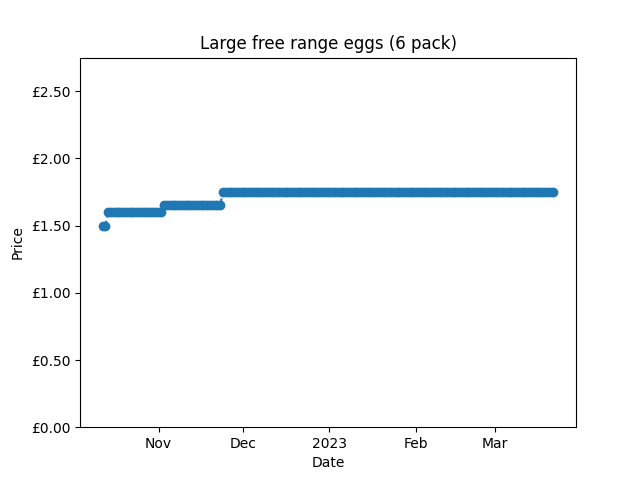 Large free range eggs (6 pack)
£2.50
£2.00
£1.50
£1.00
£0.50
£0.00
Price
Nov Dec 2023 Feb Mar
Date